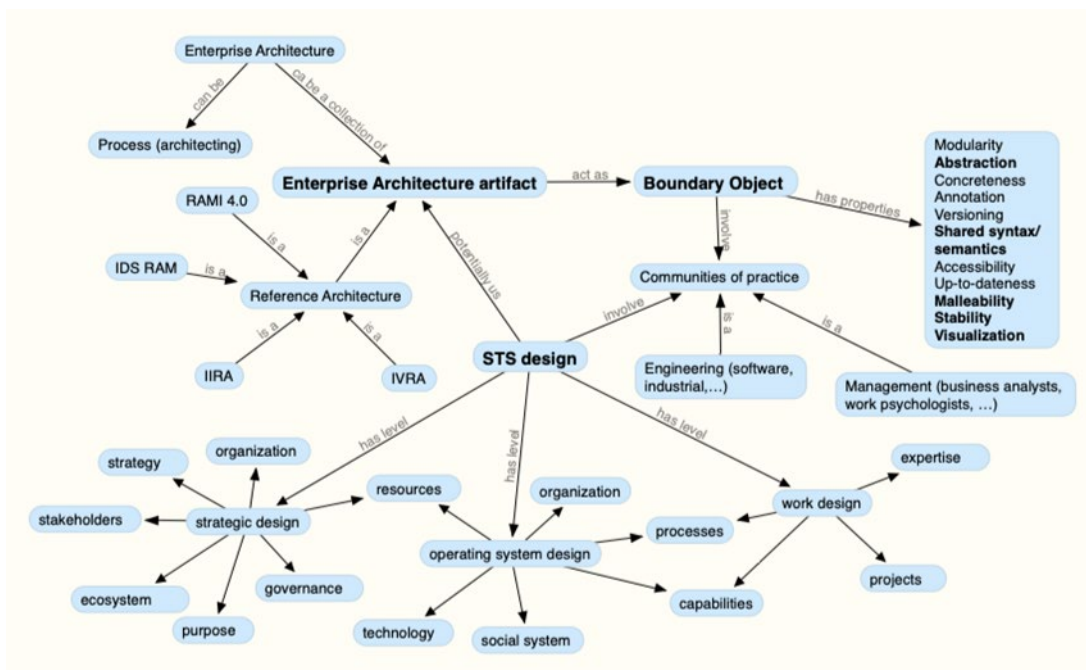 Enterprise Architecture
can be
ca be a collection of
Process (architecting)
Enterprise Architecture artifact
act as
Boundary Object
has properties
Modularity
Abstraction
Concreteness
Annotation
Versioning
Shared syntax/
semantics
Accessibility
Up-to-dateness
Malleability
Stability
Visualization
RAMI 4.0
is a
is a
involve
IDS RAM
is a
Reference Architecture
potentially us
Communities of practice
is a
is a
involve
is a
is a
IIRA
IVRA
STS design
Engineering (software,
industrial,...)
Management (business analysts,
work psychologists, ...)
has level
has level
has level
strategy
organization
resources
organization
expertise
stakeholders
strategic design
work design
operating system design
processes
ecosystem
governance
projects
purpose
technology
social system
capabilities